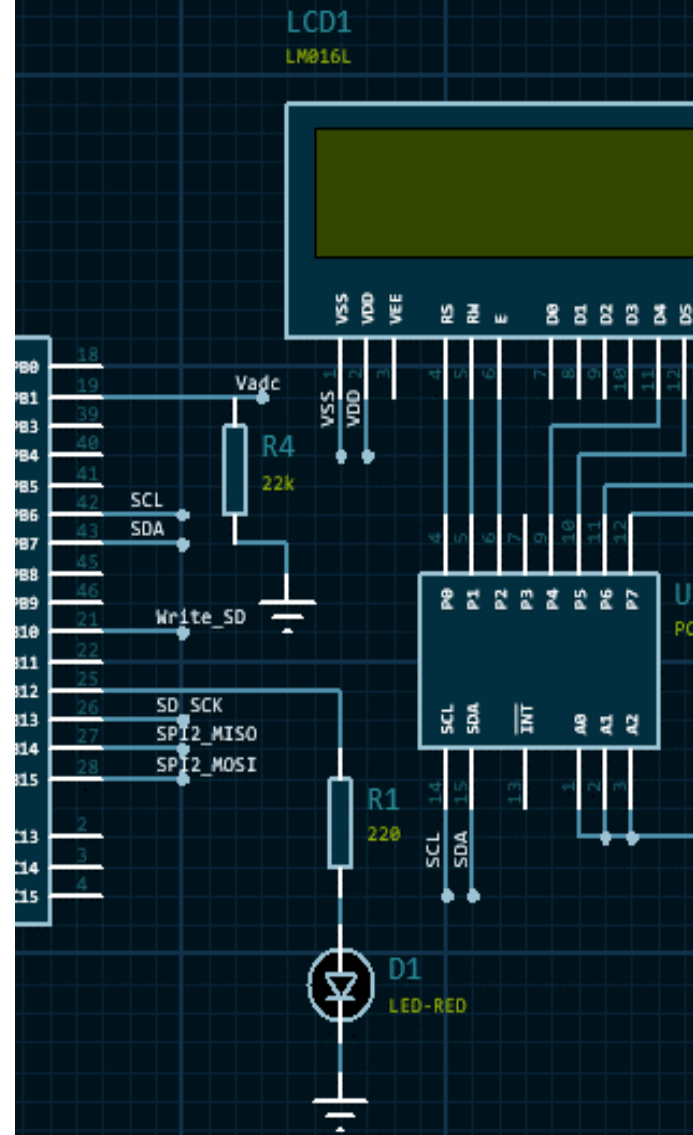 LCD1
LM016L
VSS VDD VEE RS RW E D0 D1 D2 D3 D4 D5
1 2 3 4 5 6 7 8 9 10 11 12
VSS VDD
PB0 18
PB1 19
Vadc
PB3 39
PB4 40
R4
22k
PB5 41
PB6 42 SCL
PB7 43 SDA
PB8 45
PB9 46
B10 21 Write_SD
B11 22
B12 25
B13 26 SD_SCK
B14 27 SPI2_MISO
B15 28 SPI2_MOSI
C13 2
C14 3
C15 4
4 5 6 7 9 10 11 12
P0 P1 P2 P3 P4 P5 P6 P7
U
PC
SCL SDA INT A0 A1 A2
14 15 13 1 2 3
SCL SDA
R1
220
D1
LED-RED